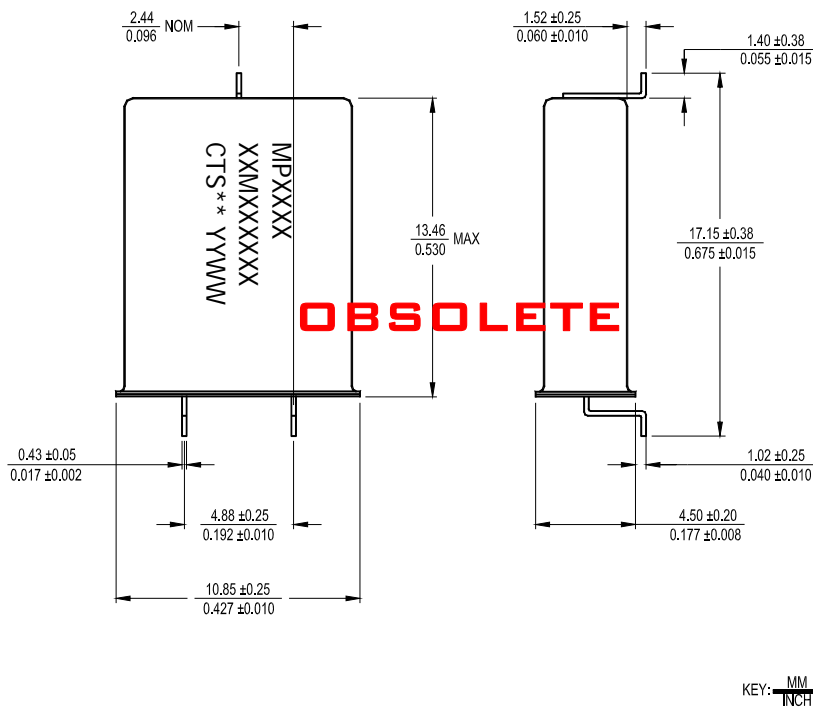 2.44
0.096
NOM
1.52 ±0.25
0.060 ±0.010
1.40 ±0.38
0.055 ±0.015
MPXXXX
XXMXXXXXX
CTS** YYWW
13.46
0.530
MAX
17.15 ±0.38
0.675 ±0.015
OBSOLETE
0.43 ±0.05
0.017 ±0.002
1.02 ±0.25
0.040 ±0.010
4.88 ±0.25
0.192 ±0.010
4.50 ±0.20
0.177 ±0.008
10.85 ±0.25
0.427 ±0.010
KEY: MM
INCH